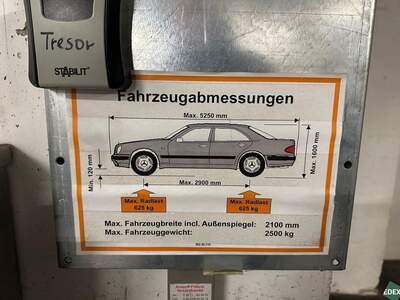 Tresor
STABILIT
Fahrzeugabmessungen
Max. 5250 mm
Max. 1600 mm
Min. 120 mm
Max. 2900 mm
Max. Radlast
625 kg
Max. Radlast
625 kg
Max. Fahrzeugbreite incl. Außenspiegel: 2100 mm
Max. Fahrzeuggewicht: 2500 kg
EDEX